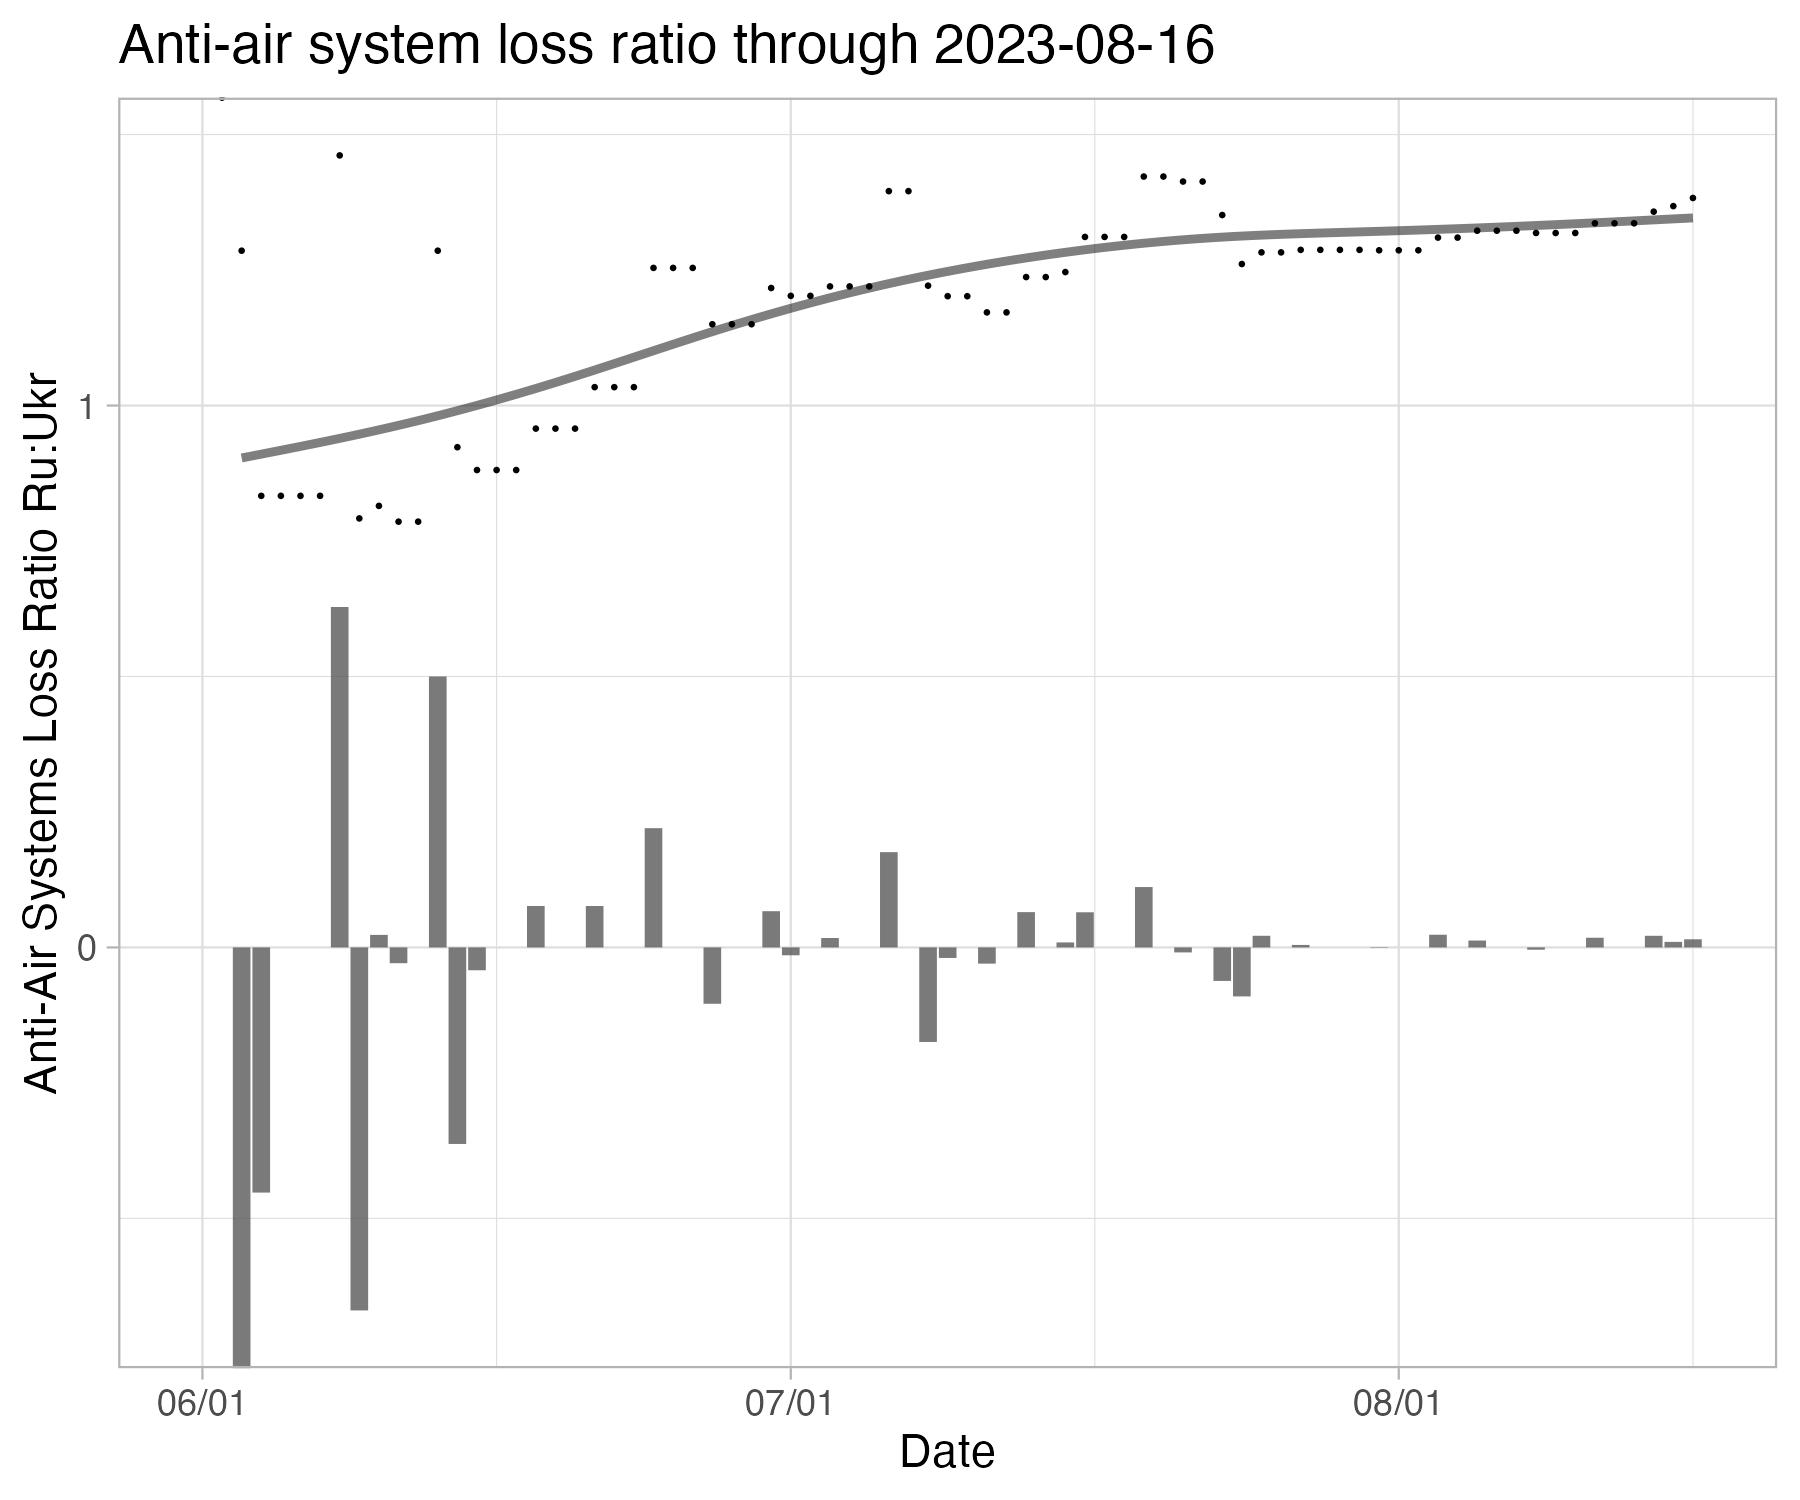 Anti-air system loss ratio through 2023-08-16
Anti-Air Systems Loss Ratio Ru:Ukr
1
0
06/01
07/01
08/01
Date